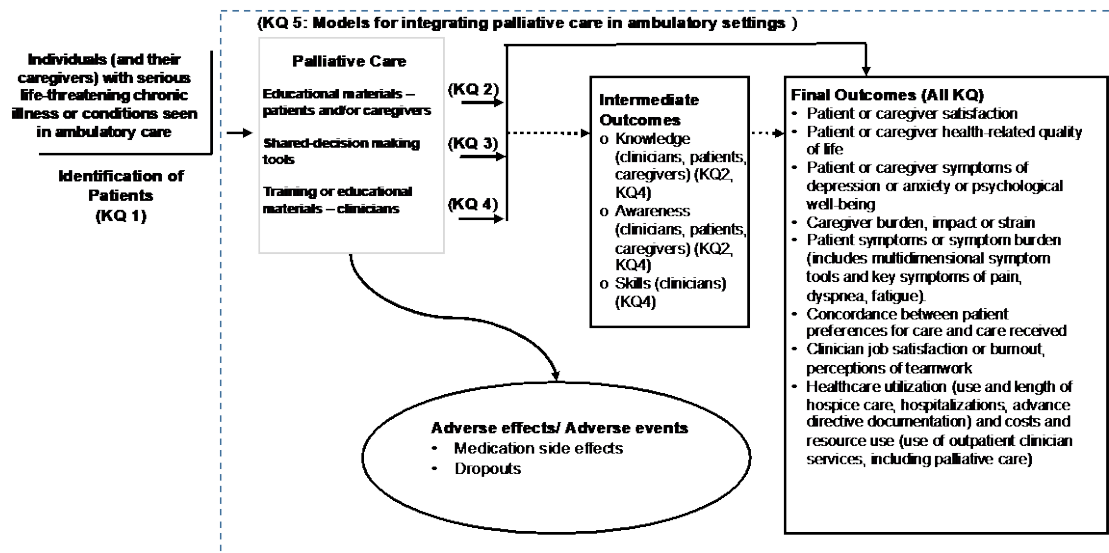 (KQ 5: Models for integrating palliative care in ambulatory settings )
Individuals (and their
caregivers) with serious
life-threatening chronic
illness or conditions seen
in ambulatory care
Identification of
Patients
(KQ 1)
Palliative Care
Educational materials –
patients and/or caregivers
Shared-decision making
tools
Training or educational
materials – clinicians
(KQ 2)
(KQ 3)
(KQ 4)
Intermediate
Outcomes
o Knowledge
(clinicians, patients,
caregivers) (KQ2,
KQ4)
o Awareness
(clinicians, patients,
caregivers) (KQ2,
KQ4)
o Skills (clinicians)
(KQ4)
Final Outcomes (All KQ)
• Patient or caregiver satisfaction
• Patient or caregiver health-related quality
of life
• Patient or caregiver symptoms of
depression or anxiety or psychological
well-being
• Caregiver burden, impact or strain
• Patient symptoms or symptom burden
(includes multidimensional symptom
tools and key symptoms of pain,
dyspnea, fatigue).
• Concordance between patient
preferences for care and care received
• Clinician job satisfaction or burnout,
perceptions of teamwork
• Healthcare utilization (use and length of
hospice care, hospitalizations, advance
directive documentation) and costs and
resource use (use of outpatient clinician
services, including palliative care)
Adverse effects/ Adverse events
• Medication side effects
• Dropouts